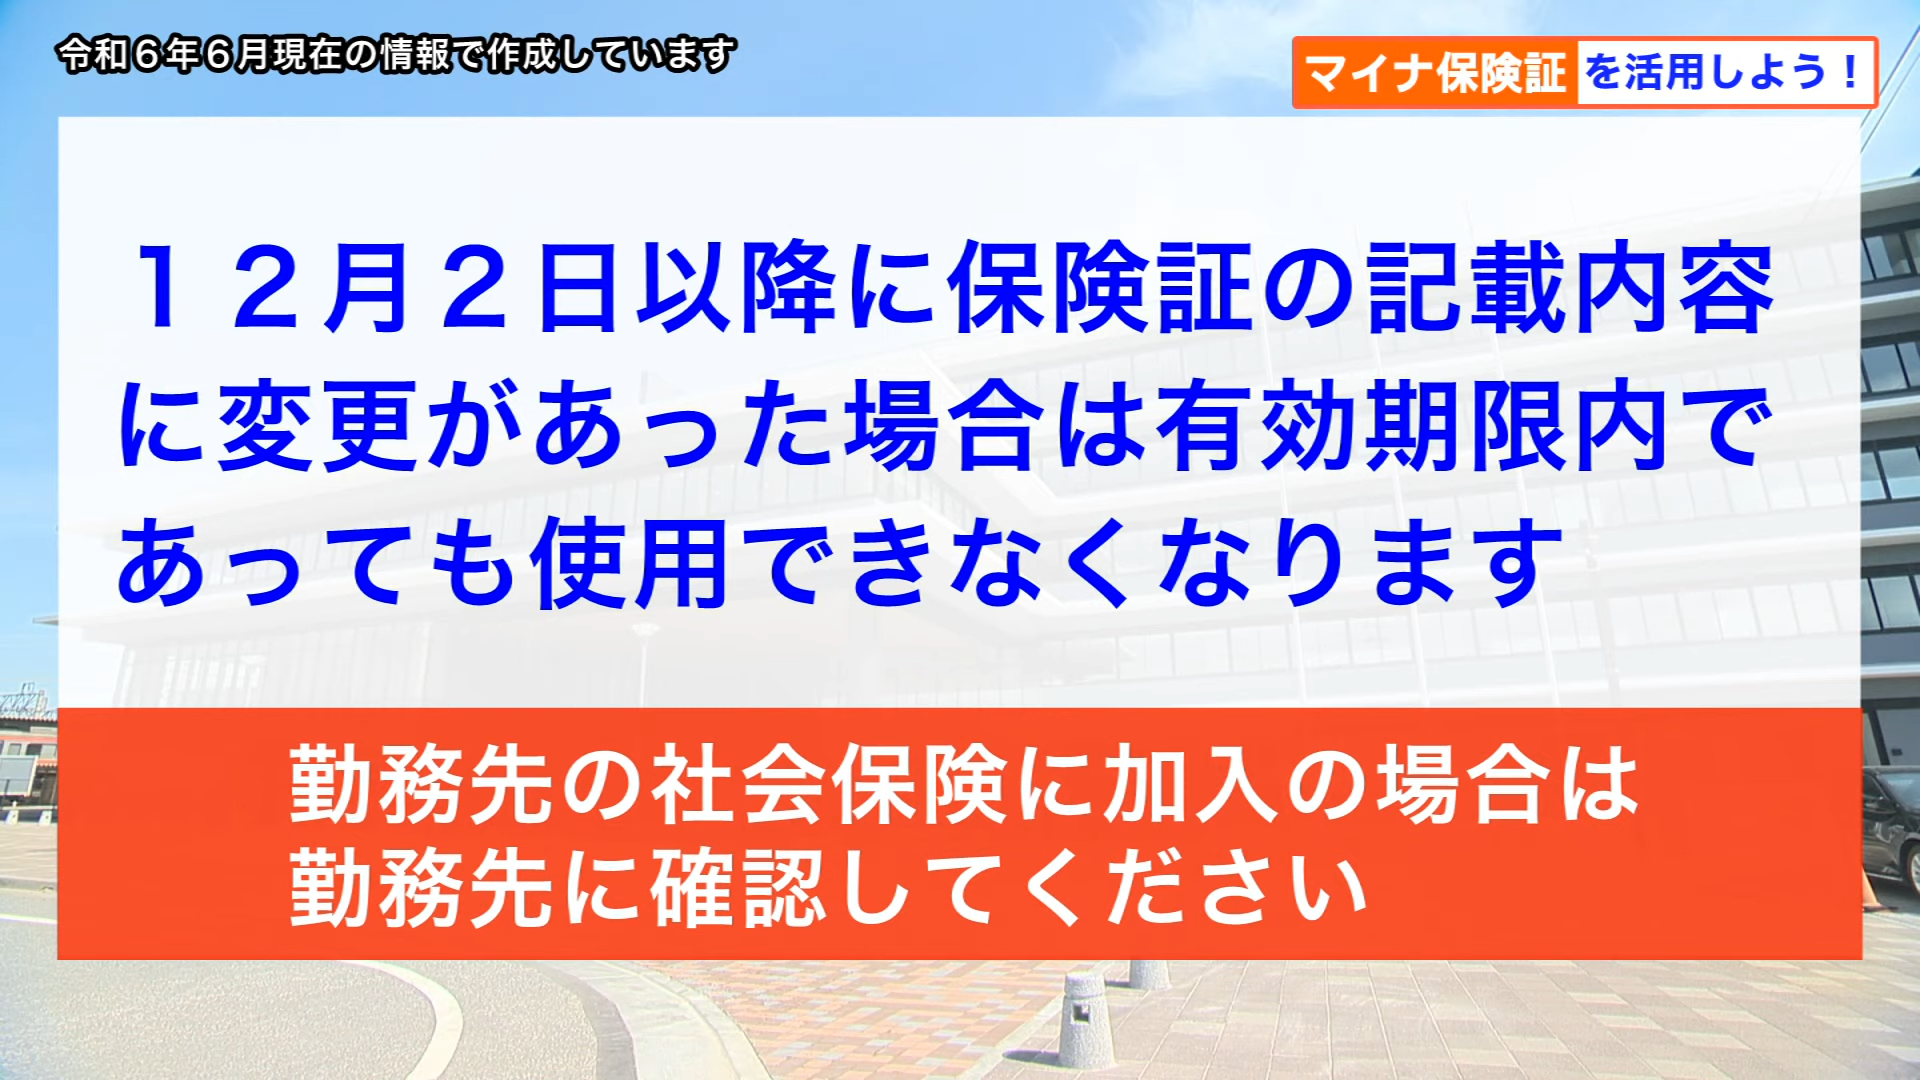 令和６年６月現在の情報で作成しています
マイナ保険証を活用しよう！
１２月２日以降に保険証の記載内容
に変更があった場合は有効期限内で
あっても使用できなくなります
勤務先の社会保険に加入の場合は
勤務先に確認してください